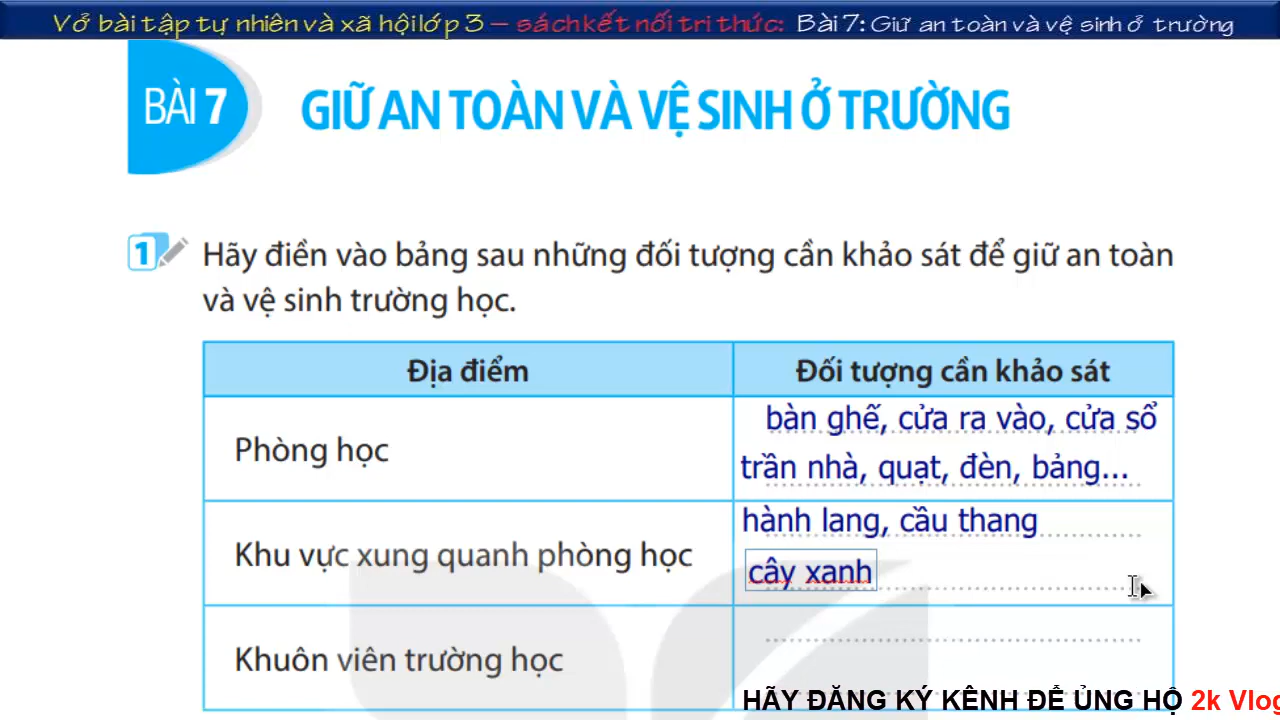 Vở bài tập tự nhiên và xã hội lớp 3 – sách kết nối tri thức: Bài 7: Giữ an toàn và vệ sinh ở trường
BÀI 7
GIỮ AN TOÀN VÀ VỆ SINH Ở TRƯỜNG
1 Hãy điền vào bảng sau những đối tượng cần khảo sát để giữ an toàn
và vệ sinh trường học.
Địa điểm Đối tượng cần khảo sát
Phòng học
bàn ghế, cửa ra vào, cửa sổ
trần nhà, quạt, đèn, bảng...
Khu vực xung quanh phòng học
hành lang, cầu thang
cây xanh
Khuôn viên trường học
HÃY ĐĂNG KÝ KÊNH ĐỂ ỦNG HỘ 2k Vlog